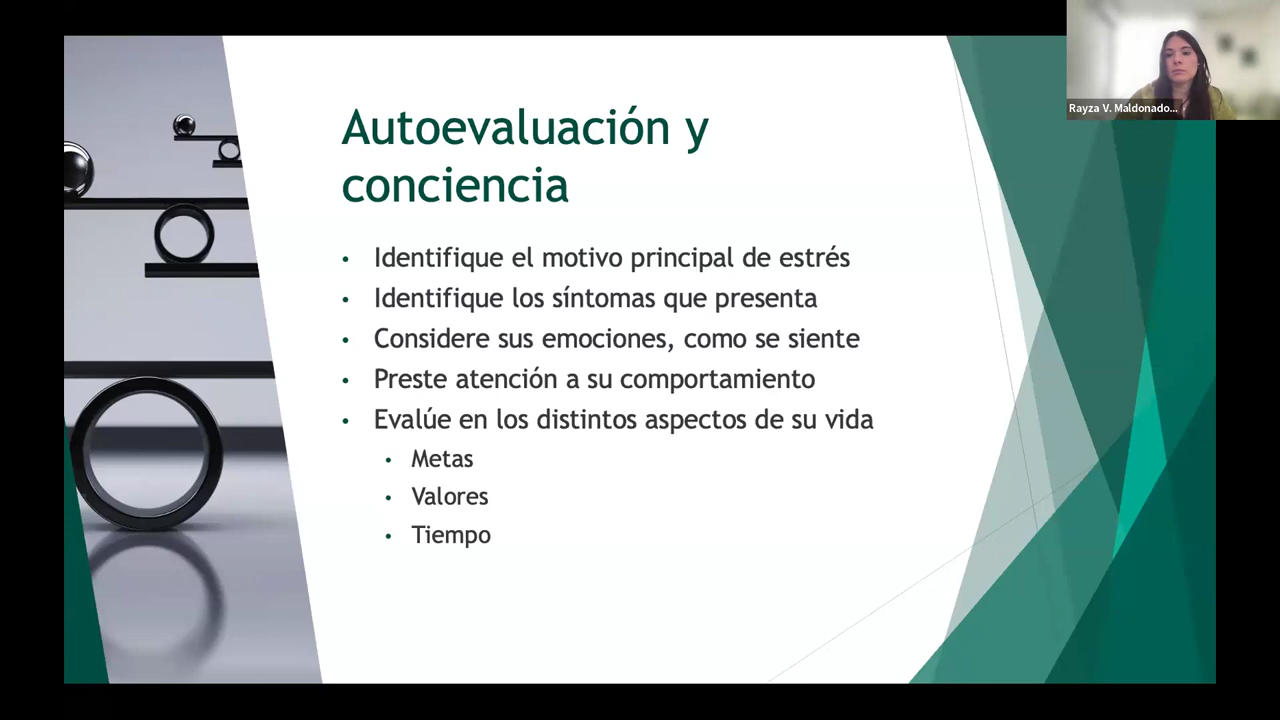 Rayza V. Maldonado...
Autoevaluación y
conciencia
• Identifique el motivo principal de estrés
• Identifique los síntomas que presenta
• Considere sus emociones, como se siente
• Preste atención a su comportamiento
• Evalúe en los distintos aspectos de su vida
• Metas
• Valores
• Tiempo